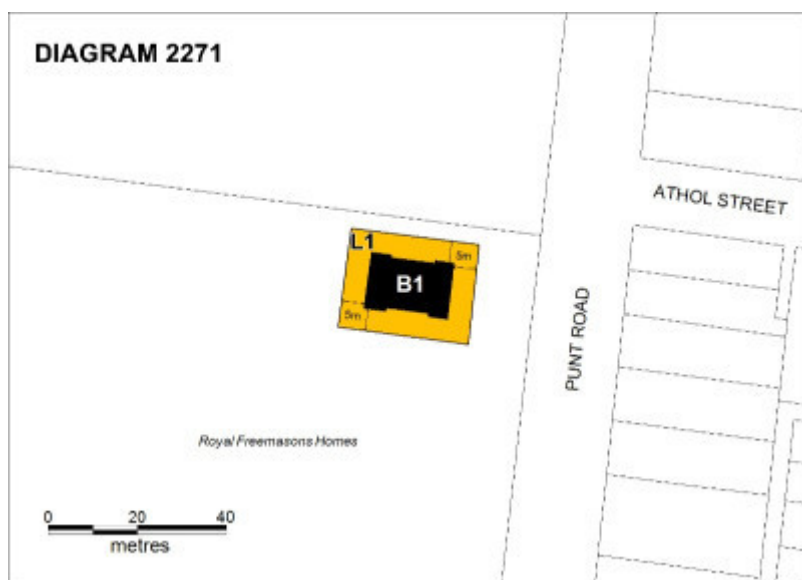 DIAGRAM 2271
ATHOL STREET
L1
5m
B1
5m
PUNT ROAD
Royal Freemasons Homes
0 20 40
metres